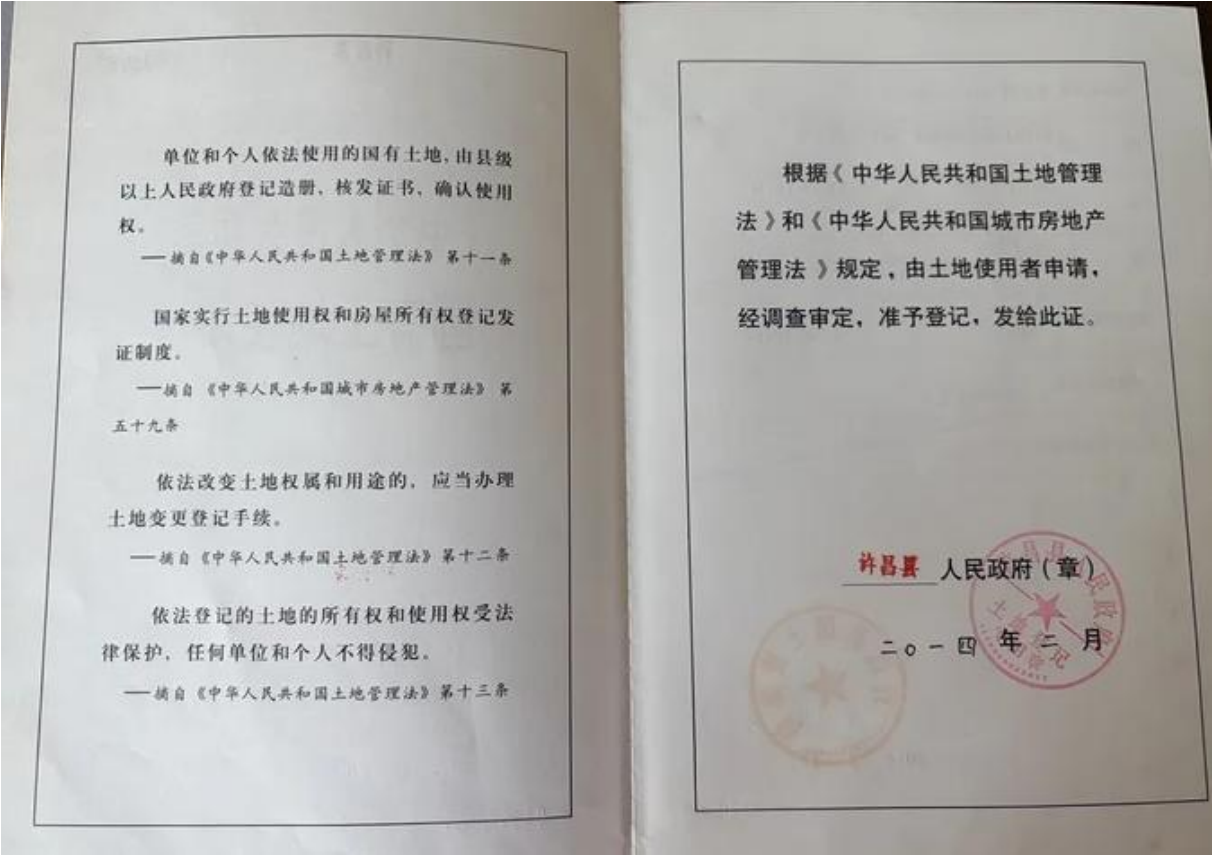 单位和个人依法使用的国有土地,由县级
以上人民政府登记造册、核发证书、确认使用
权。
——摘自《中华人民共和国土地管理法》 第十一条
国家实行土地使用权和房屋所有权登记发
证制度。
——摘自 《中华人民共和国城市房地产管理法》 第
五十九条
依法改变土地权属和用途的, 应当办理
土地变更登记手续。
——摘自《中华人民共和国土地管理法》第十二条
依法登记的土地的所有权和使用权受法
律保护, 任何单位和个人不得侵犯。
——摘自《中华人民共和国土地管理法》第十三条
根据《中华人民共和国土地管理
法》和《中华人民共和国城市房地产
管理法》规定,由土地使用者申请,
经调查审定,准予登记,发给此证。
许昌县 人民政府(章)
二〇一四 年 二 月